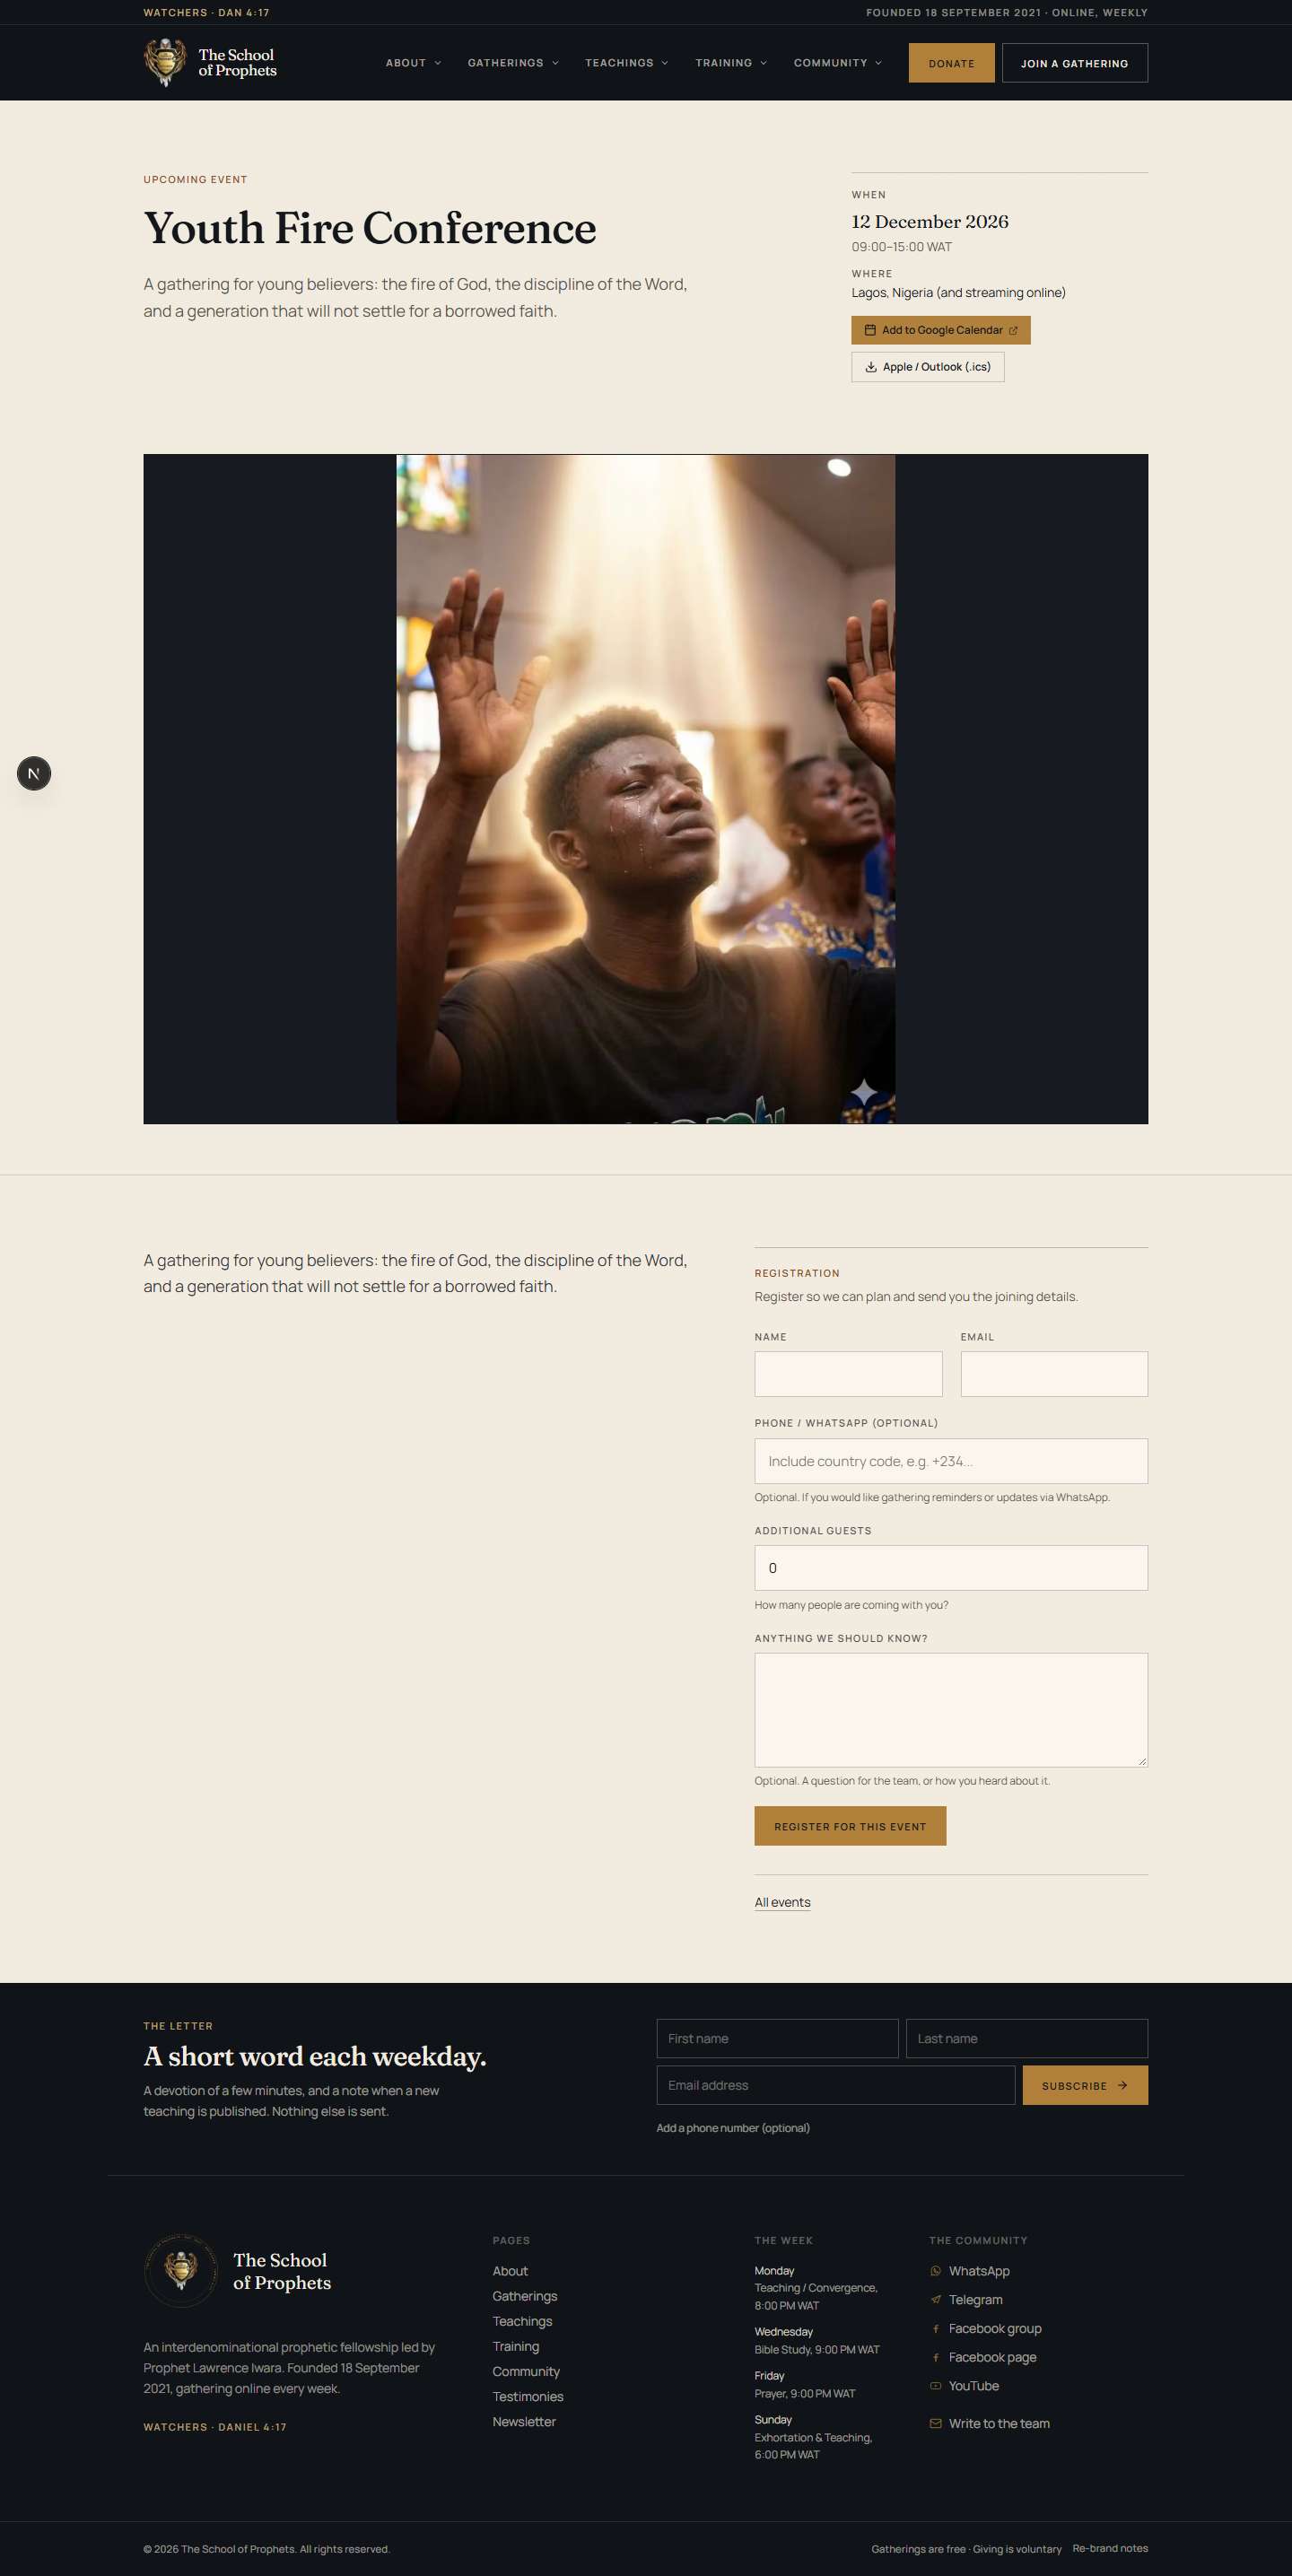 WATCHERS · DAN 4:17
FOUNDED 18 SEPTEMBER 2021 · ONLINE, WEEKLY
The School
of Prophets
ABOUT
GATHERINGS
TEACHINGS
TRAINING
COMMUNITY
DONATE
JOIN A GATHERING
UPCOMING EVENT
Youth Fire Conference
A gathering for young believers: the fire of God, the discipline of the Word,
and a generation that will not settle for a borrowed faith.
WHEN
12 December 2026
09:00–15:00 WAT
WHERE
Lagos, Nigeria (and streaming online)
Add to Google Calendar
Apple / Outlook (.ics)
N
A gathering for young believers: the fire of God, the discipline of the Word,
and a generation that will not settle for a borrowed faith.
REGISTRATION
Register so we can plan and send you the joining details.
NAME
EMAIL
PHONE / WHATSAPP (OPTIONAL)
Include country code, e.g. +234...
Optional. If you would like gathering reminders or updates via WhatsApp.
ADDITIONAL GUESTS
0
How many people are coming with you?
ANYTHING WE SHOULD KNOW?
Optional. A question for the team, or how you heard about it.
REGISTER FOR THIS EVENT
All events
THE LETTER
A short word each weekday.
A devotion of a few minutes, and a note when a new
teaching is published. Nothing else is sent.
First name
Last name
Email address
SUBSCRIBE
Add a phone number (optional)
The School
of Prophets
An interdenominational prophetic fellowship led by
Prophet Lawrence Iwara. Founded 18 September
2021, gathering online every week.
WATCHERS · DANIEL 4:17
PAGES
About
Gatherings
Teachings
Training
Community
Testimonies
Newsletter
THE WEEK
Monday
Teaching / Convergence,
8:00 PM WAT
Wednesday
Bible Study, 9:00 PM WAT
Friday
Prayer, 9:00 PM WAT
Sunday
Exhortation & Teaching,
6:00 PM WAT
THE COMMUNITY
WhatsApp
Telegram
Facebook group
Facebook page
YouTube
Write to the team
© 2026 The School of Prophets. All rights reserved.
Gatherings are free · Giving is voluntary
Re-brand notes